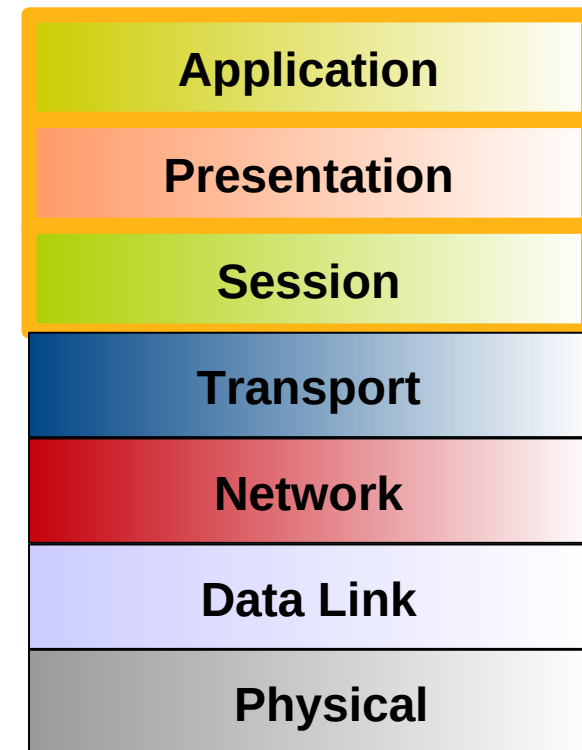 Application
Presentation
Session
Transport
Network
Data Link
Physical